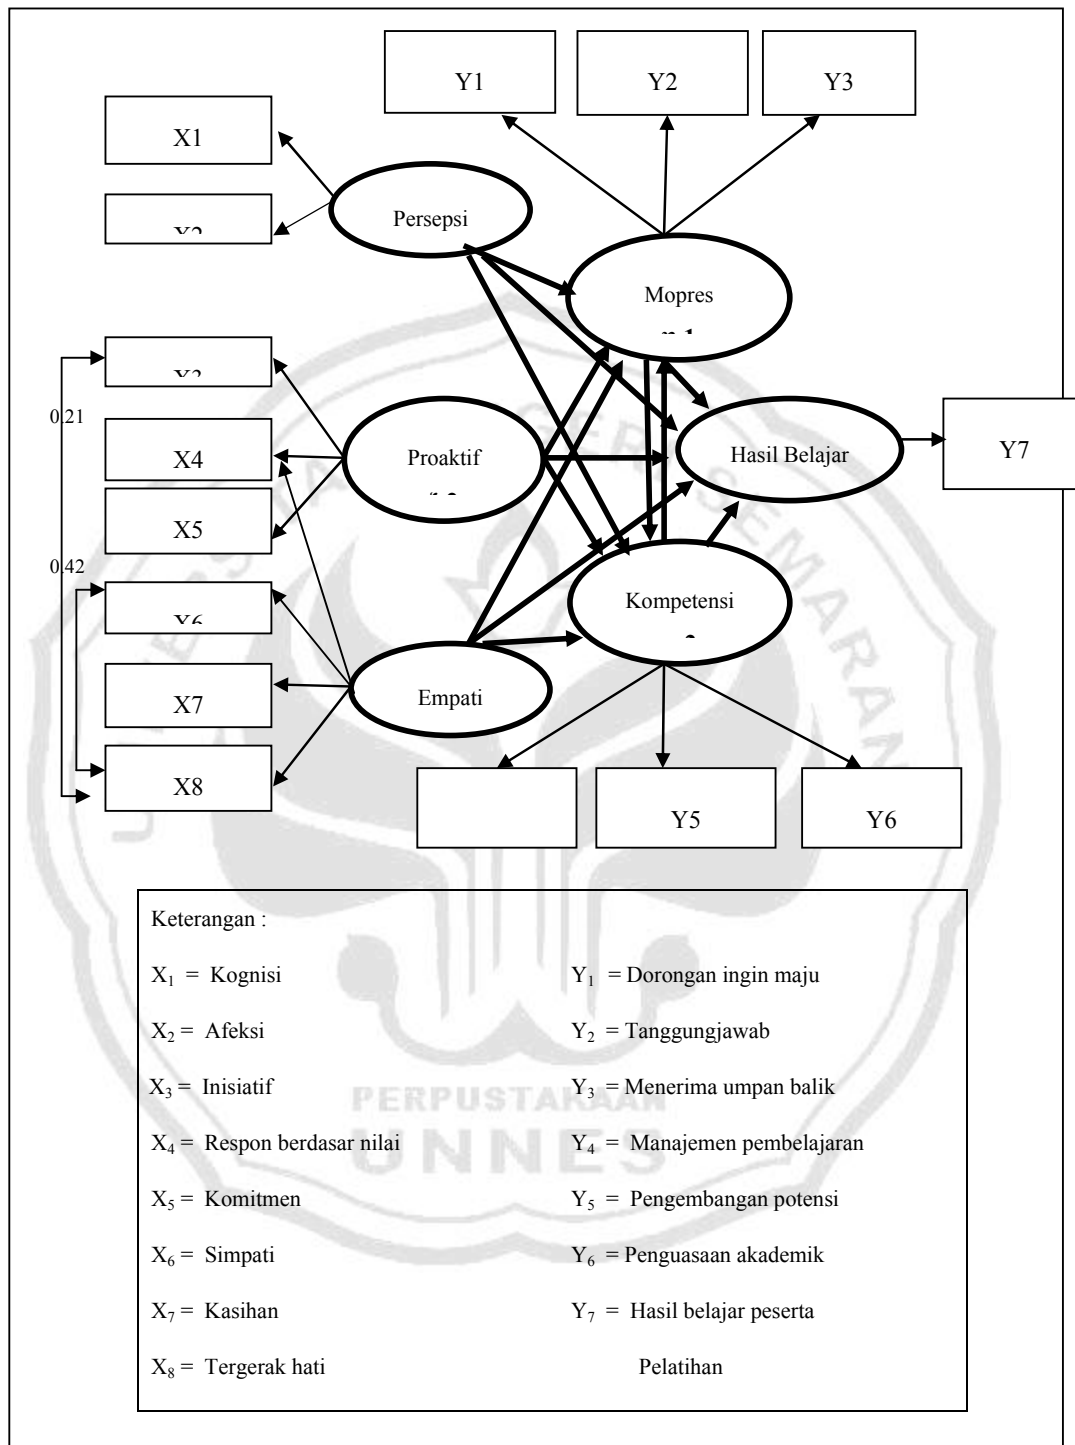 Y1 Y2 Y3
X1
Persepsi
Mopres
0.21
X4 Proaktif Hasil Belajar Y7
X5
0.42
Kompetensi
X7 Empati
X8
Y5 Y6
Keterangan :
X1 = Kognisi Y1 = Dorongan ingin maju
X2 = Afeksi Y2 = Tanggungjawab
X3 = Inisiatif Y3 = Menerima umpan balik
X4 = Respon berdasar nilai Y4 = Manajemen pembelajaran
X5 = Komitmen Y5 = Pengembangan potensi
X6 = Simpati Y6 = Penguasaan akademik
X7 = Kasihan Y7 = Hasil belajar peserta
X8 = Tergerak hati Pelatihan
PERPUSTAKAAN
UNNES